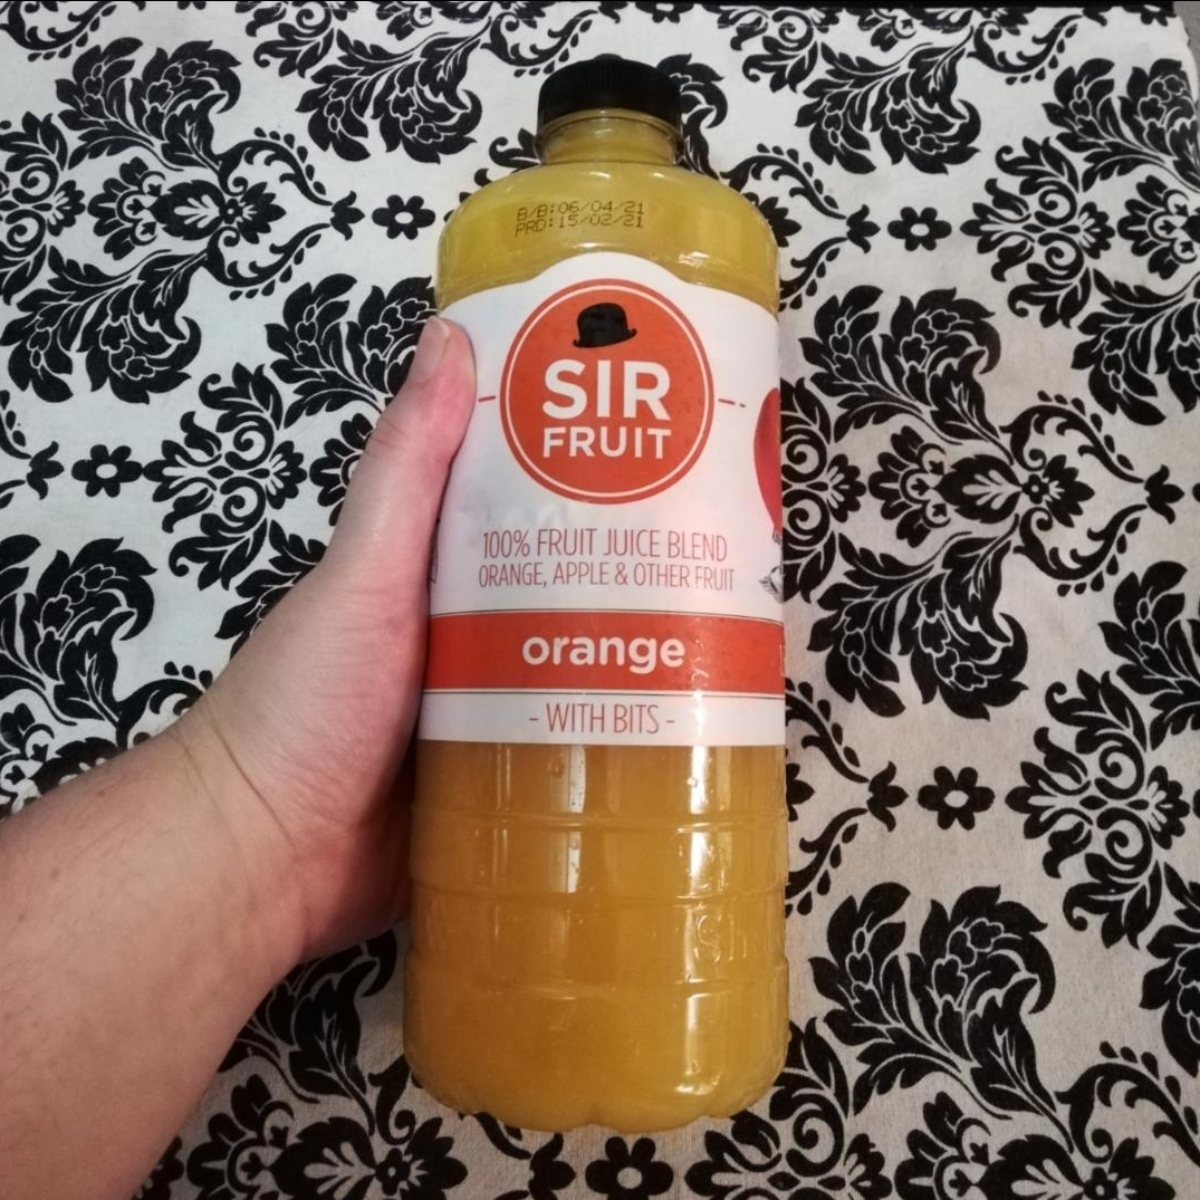 B/B:06/04/21
PRD:15/02/21
SIR
FRUIT
100% FRUIT JUICE BLEND
ORANGE, APPLE & OTHER FRUIT
orange
- WITH BITS -